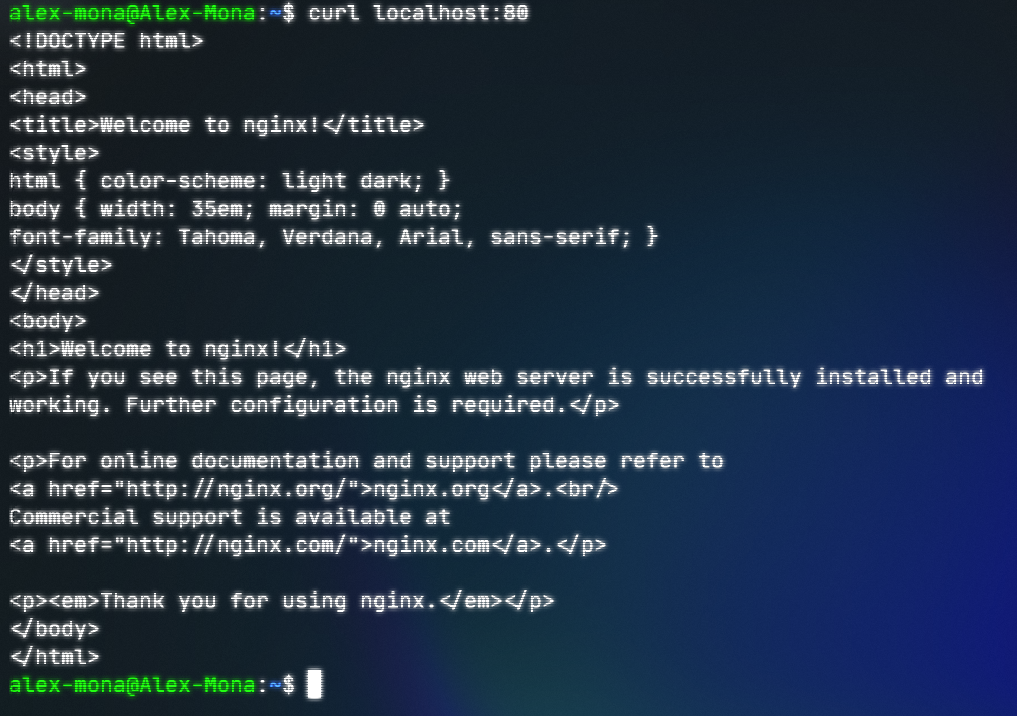 alex-mona@Alex-Mona:~$ curl localhost:80
<!DOCTYPE html>
<html>
<head>
<title>Welcome to nginx!</title>
<style>
html { color-scheme: light dark; }
body { width: 35em; margin: 0 auto;
font-family: Tahoma, Verdana, Arial, sans-serif; }
</style>
</head>
<body>
<h1>Welcome to nginx!</h1>
<p>If you see this page, the nginx web server is successfully installed and
working. Further configuration is required.</p>

<p>For online documentation and support please refer to
<a href="http://nginx.org/">nginx.org</a>.<br/>
Commercial support is available at
<a href="http://nginx.com/">nginx.com</a>.</p>

<p><em>Thank you for using nginx.</em></p>
</body>
</html>
alex-mona@Alex-Mona:~$